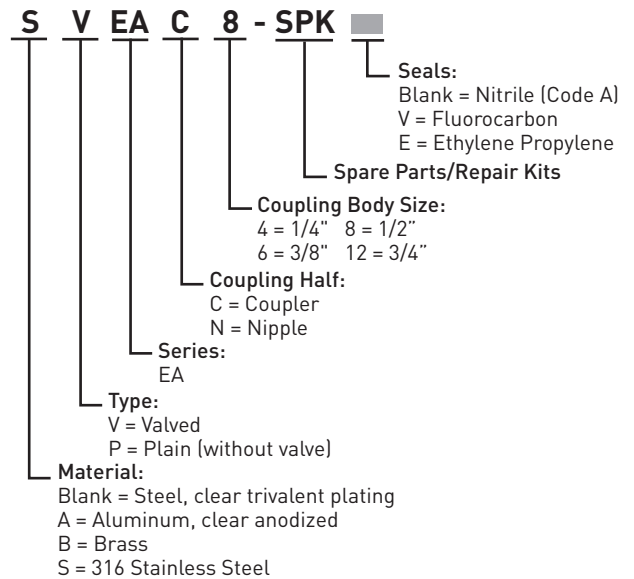 S V EA C 8 - SPK
Seals:
Blank = Nitrile (Code A)
V = Fluorocarbon
E = Ethylene Propylene
Spare Parts/Repair Kits
Coupling Body Size:
4 = 1/4" 8 = 1/2”
6 = 3/8" 12 = 3/4”
Coupling Half:
C = Coupler
N = Nipple
Series:
EA
Type:
V = Valved
P = Plain (without valve)
Material:
Blank = Steel, clear trivalent plating
A = Aluminum, clear anodized
B = Brass
S = 316 Stainless Steel